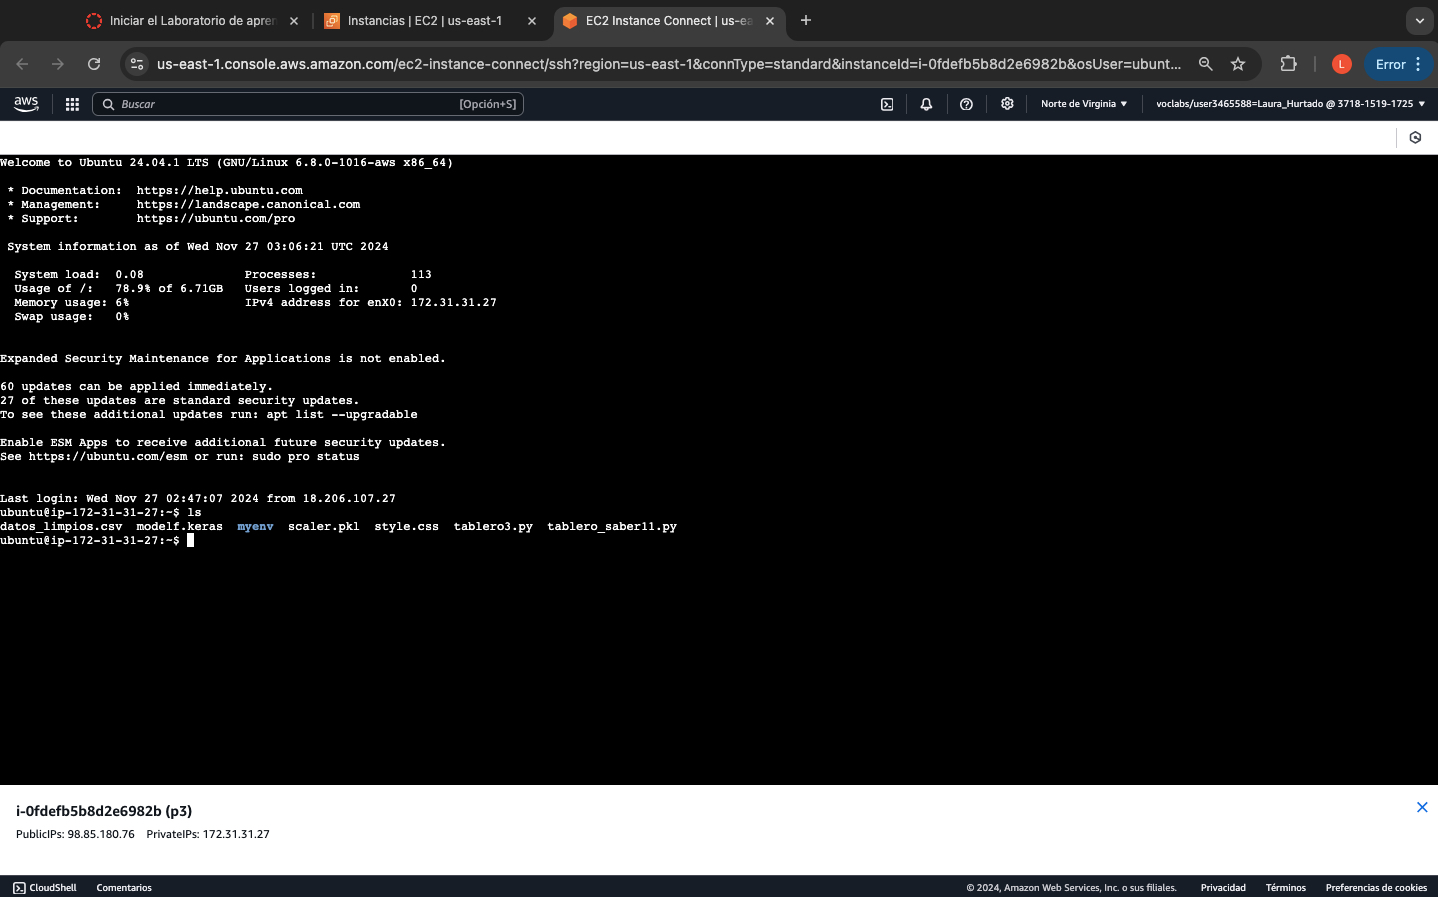 Iniciar el Laboratorio de apren
Instancias | EC2 | us-east-1
EC2 Instance Connect | us-ea
us-east-1.console.aws.amazon.com/ec2-instance-connect/ssh?region=us-east-1&connType=standard&instanceId=i-0fdefb5b8d2e6982b&osUser=ubunt...
L
Error
aws
Buscar
[Opción+S]
Norte de Virginia
voclabs/user3465588=Laura_Hurtado @ 3718-1519-1725
Welcome to Ubuntu 24.04.1 LTS (GNU/Linux 6.8.0-1016-aws x86_64)
* Documentation: https://help.ubuntu.com
* Management: https://landscape.canonical.com
* Support: https://ubuntu.com/pro
System information as of Wed Nov 27 03:06:21 UTC 2024
System load: 0.08 Processes: 113
Usage of /: 78.9% of 6.71GB Users logged in: 0
Memory usage: 6% IPv4 address for enX0: 172.31.31.27
Swap usage: 0%
Expanded Security Maintenance for Applications is not enabled.
60 updates can be applied immediately.
27 of these updates are standard security updates.
To see these additional updates run: apt list --upgradable
Enable ESM Apps to receive additional future security updates.
See https://ubuntu.com/esm or run: sudo pro status
Last login: Wed Nov 27 02:47:07 2024 from 18.206.107.27
ubuntu@ip-172-31-31-27:~$ ls
datos_limpios.csv modelf.keras myenv scaler.pkl style.css tablero3.py tablero_saber11.py
ubuntu@ip-172-31-31-27:~$
i-0fdefb5b8d2e6982b (p3)
PublicIPs: 98.85.180.76 PrivateIPs: 172.31.31.27
CloudShell
Comentarios
© 2024, Amazon Web Services, Inc. o sus filiales.
Privacidad
Términos
Preferencias de cookies